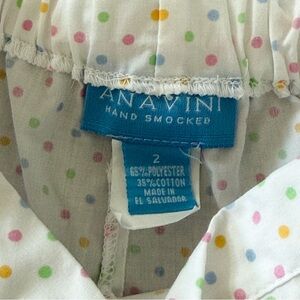 ANAVINI
HAND SMOCKED
2
65% POLYESTER
35% COTTON
MADE IN
EL SALVADOR